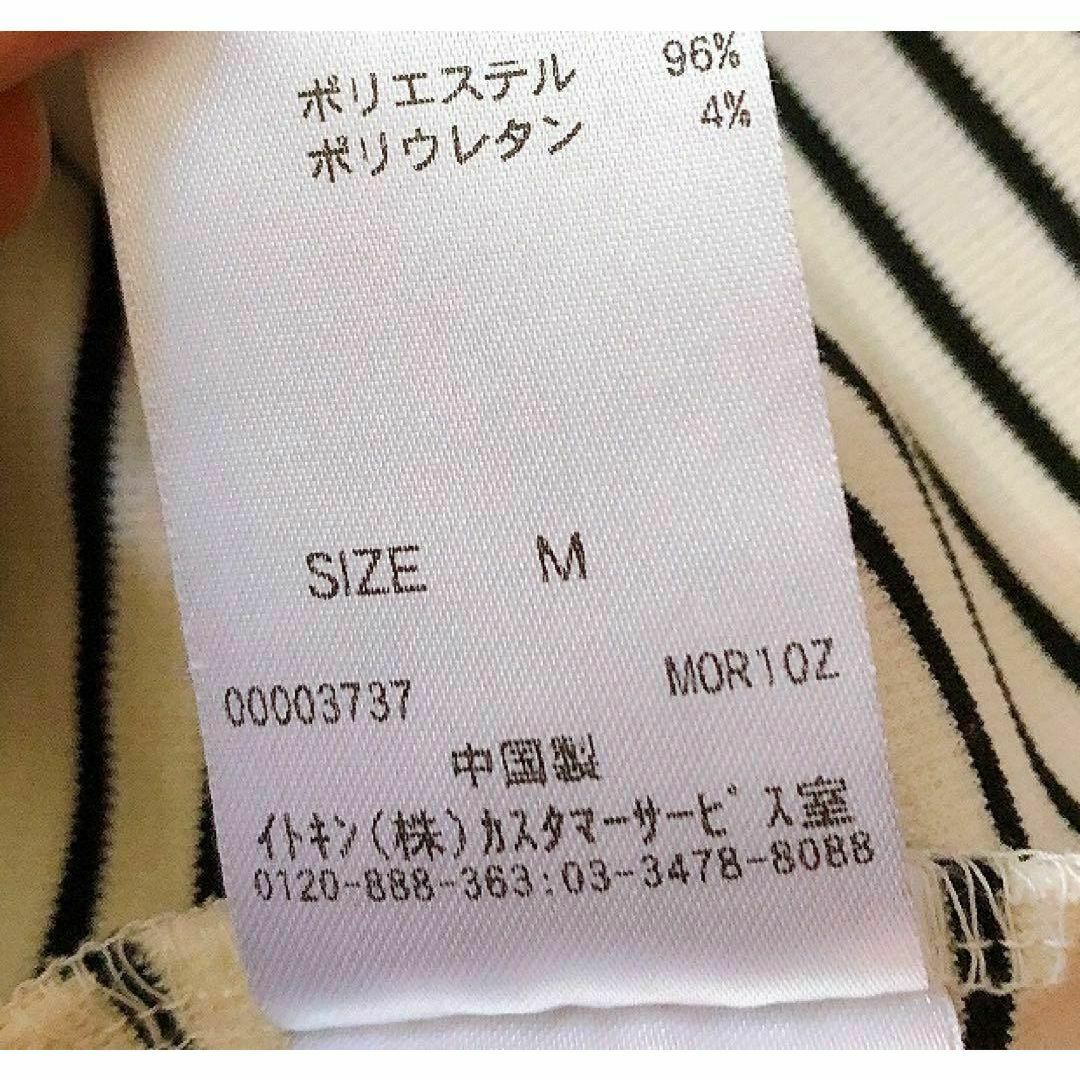 ポリエステル 96%
ポリウレタン 4%
SIZE M
00003737 MOR10Z
中国製
イトキン(株)カスタマーサービス室
0120-888-363:03-3478-8088